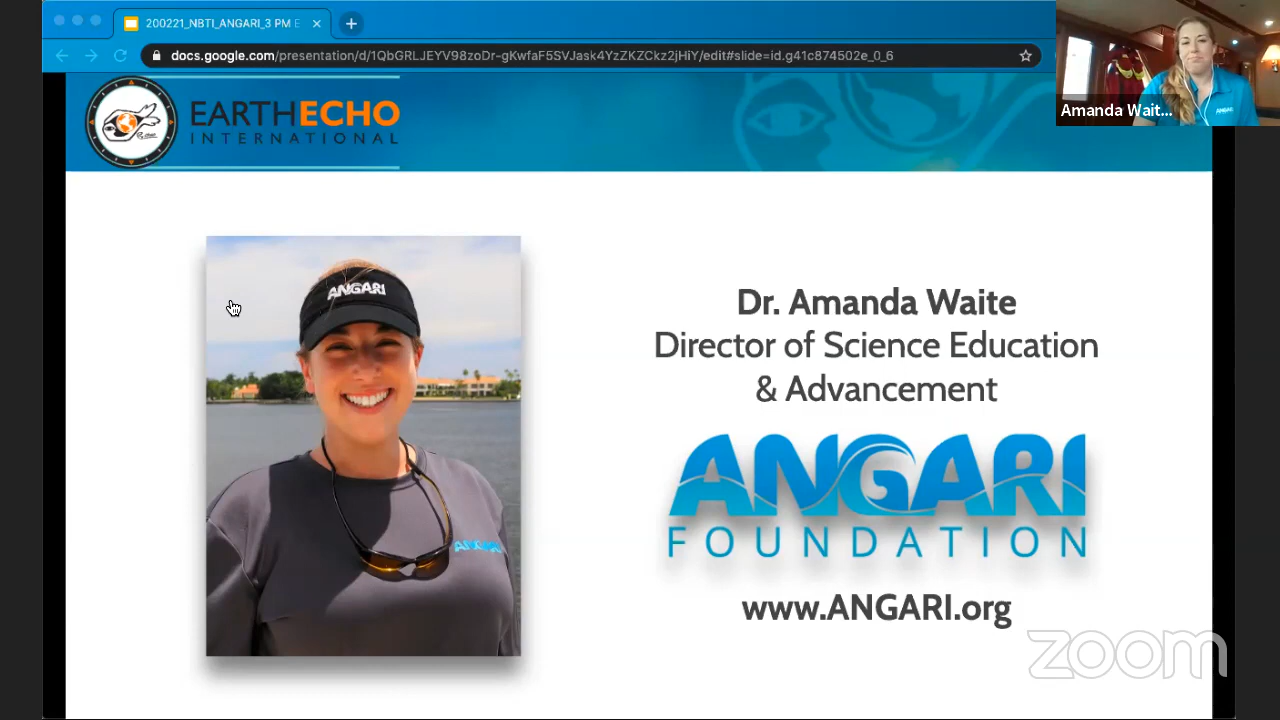 200221_NBTI_ANGARI_3 PM E
docs.google.com/presentation/d/1QbGRLJEYV98zoDr-gKwfaF5SVJask4YzZKZCkz2jHiY/edit#slide=id.g41c874502e_0_6
Amanda Wait...
EARTHECHO
INTERNATIONAL
ANGARI
Dr. Amanda Waite
Director of Science Education
& Advancement
ANGARI
FOUNDATION
ANGARI
www.ANGARI.org
zoom